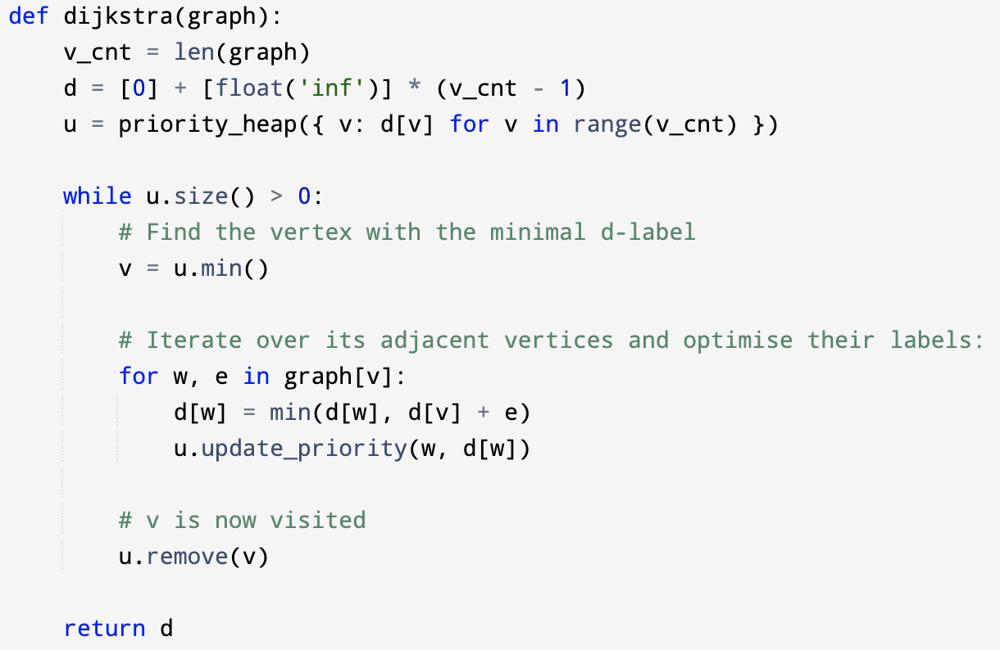 def dijkstra(graph):
    v_cnt = len(graph)
    d = [0] + [float('inf')] * (v_cnt - 1)
    u = priority_heap({ v: d[v] for v in range(v_cnt) })

    while u.size() > 0:
        # Find the vertex with the minimal d-label
        v = u.min()

        # Iterate over its adjacent vertices and optimise their labels:
        for w, e in graph[v]:
            d[w] = min(d[w], d[v] + e)
            u.update_priority(w, d[w])

        # v is now visited
        u.remove(v)

    return d